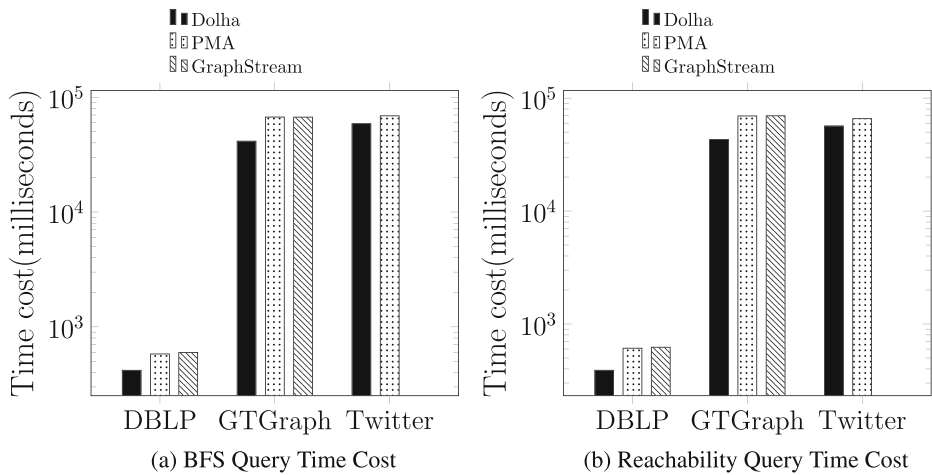 Dolha
PMA
GraphStream
Time cost(milliseconds)
10^5
10^4
10^3
DBLP GTGraph Twitter
(a) BFS Query Time Cost
Dolha
PMA
GraphStream
Time cost(milliseconds)
10^5
10^4
10^3
DBLP GTGraph Twitter
(b) Reachability Query Time Cost